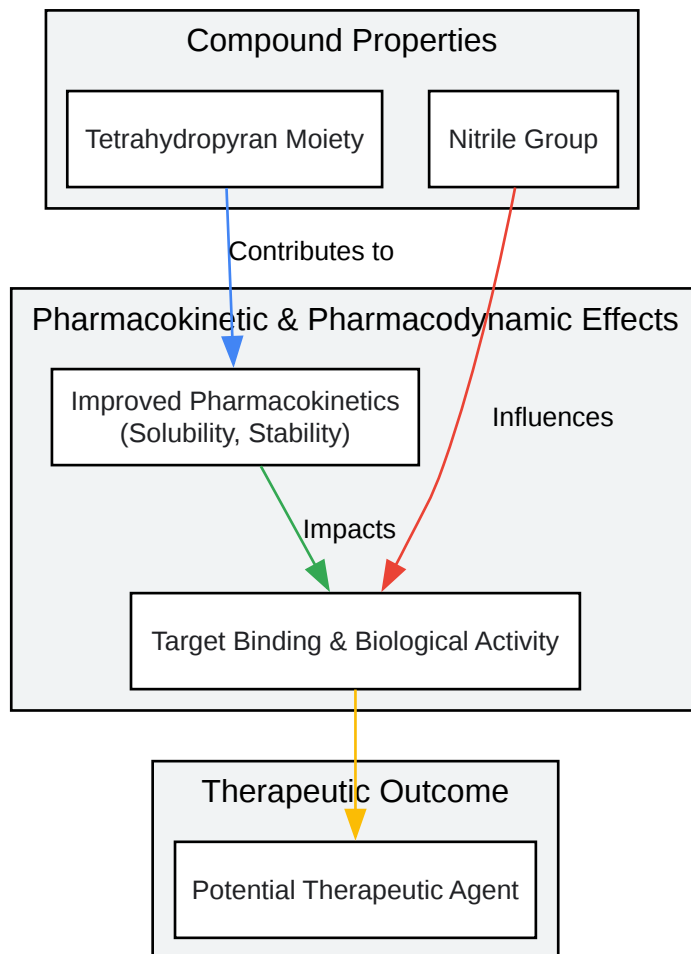 Compound Properties
Tetrahydropyran Moiety
Nitrile Group
Contributes to
Pharmacokinetic & Pharmacodynamic Effects
Improved Pharmacokinetics
(Solubility, Stability)
Influences
Impacts
Target Binding & Biological Activity
Therapeutic Outcome
Potential Therapeutic Agent